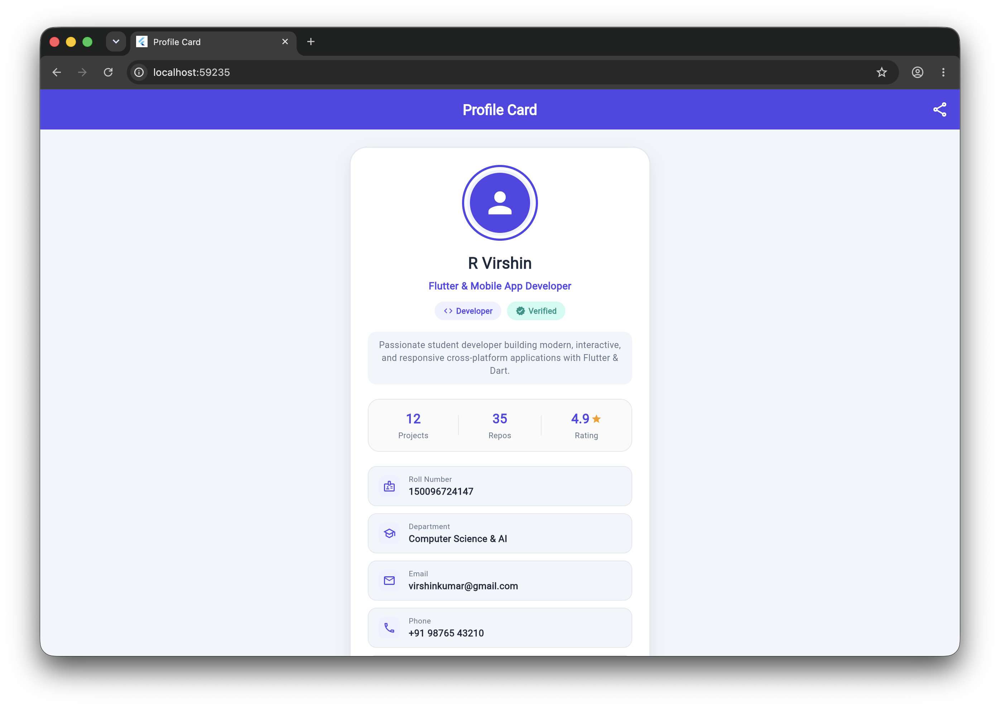 Profile Card
localhost:59235
Profile Card
R Virshin
Flutter & Mobile App Developer
Developer
Verified
Passionate student developer building modern, interactive,
and responsive cross-platform applications with Flutter &
Dart.
12
Projects
35
Repos
4.9
Rating
Roll Number
150096724147
Department
Computer Science & AI
Email
virshinkumar@gmail.com
Phone
+91 98765 43210